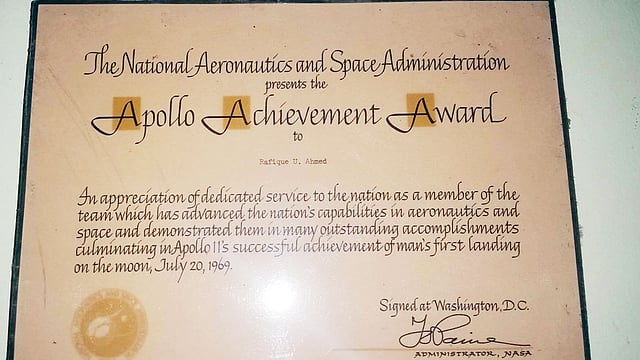 The National Aeronautics and Space Administration
presents the
Apollo Achievement Award
to
Rafique U. Ahmed
In appreciation of dedicated service to the nation as a member of the
team which has advanced the nation's capabilities in aeronautics and
space and demonstrated them in many outstanding accomplishments
culminating in Apollo 11's successful achievement of man's first landing
on the moon, July 20, 1969.
Signed at Washington, D.C.
ADMINISTRATOR, NASA